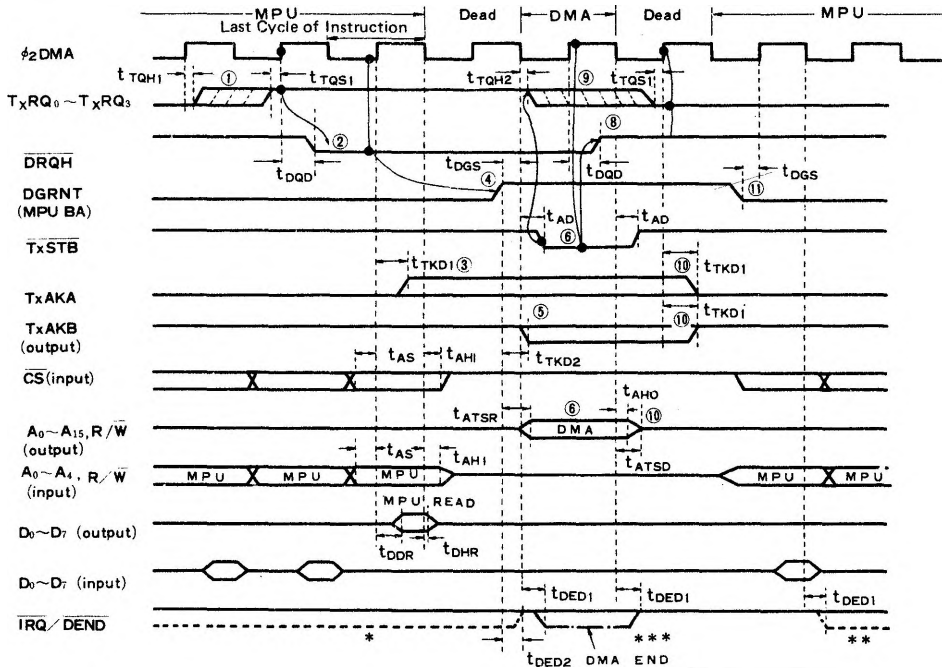 MPU Dead DMA Dead MPU
Last Cycle of Instruction
φ2DMA
tTQH1 ① tTQS1 tTQH2 ⑨ tTQS1
TXRQ0~TXRQ3
② ⑧
DRQH
tDQD tDGS tDQD tDGS
④ ⑪
DGRNT
(MPU BA)
tAD ⑥ tAD
TxSTB
tTKD1 ③ ⑩ tTKD1
TxAKA
⑤ ⑩ tTKD1
TxAKB
(output)
tAS tAH1 tTKD2
CS (input)
tAHO
tATSR ⑥ ⑩
A0~A15, R/W
(output)
DMA
tAS tAH1 tATSD
A0~A4, R/W
(input)
MPU MPU MPU MPU MPU
MPU READ
D0~D7 (output)
tDDR tDHR
D0~D7 (input)
tDED1 tDED1 tDED1
IRQ/DEND
* *** **
tDED2 DMA END